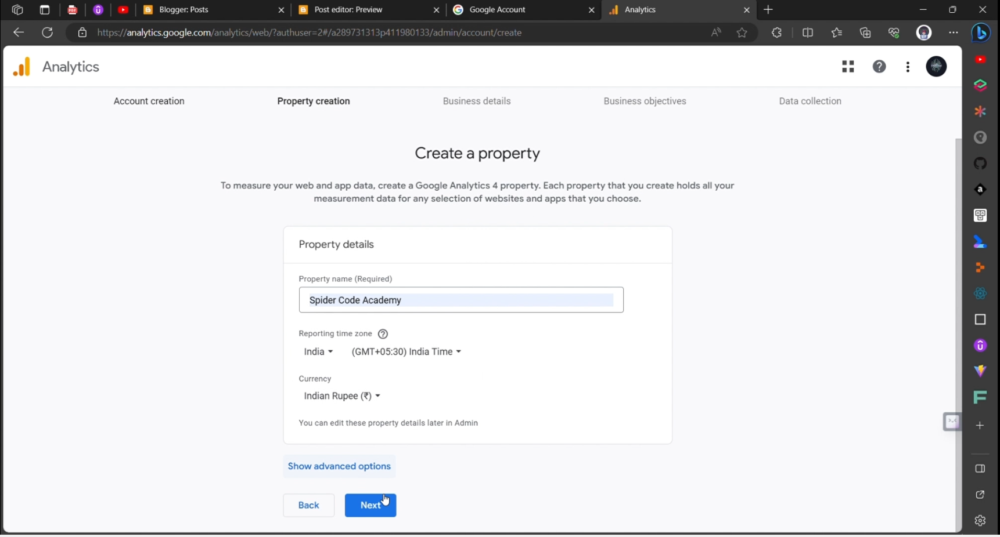 Blogger: Posts
Post editor: Preview
Google Account
Analytics
https://analytics.google.com/analytics/web/?authuser=2#/a289731313p411980133/admin/account/create
Analytics
Account creation
Property creation
Business details
Business objectives
Data collection
Create a property
To measure your web and app data, create a Google Analytics 4 property. Each property that you create holds all your
measurement data for any selection of websites and apps that you choose.
Property details
Property name (Required)
Spider Code Academy
Reporting time zone
India (GMT+05:30) India Time
Currency
Indian Rupee (₹)
You can edit these property details later in Admin
Show advanced options
Back
Next